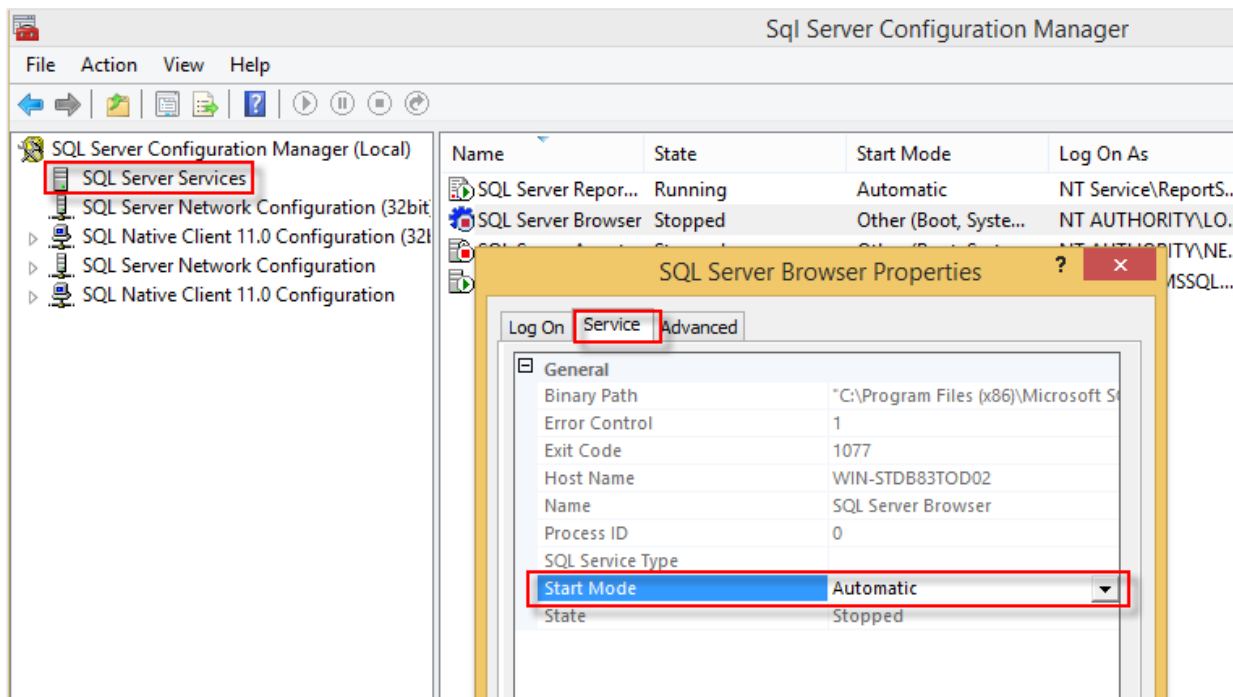 Sql Server Configuration Manager
File Action View Help
SQL Server Configuration Manager (Local)
SQL Server Services
SQL Server Network Configuration (32bit
SQL Native Client 11.0 Configuration (32b
SQL Server Network Configuration
SQL Native Client 11.0 Configuration
Name State Start Mode Log On As
SQL Server Repor... Running Automatic NT Service\ReportS...
SQL Server Browser Stopped Other (Boot, Syste... NT AUTHORITY\LO...
NT AUTHORITY\NE...
MSSQL...
SQL Server Browser Properties
Log On Service Advanced
General
Binary Path "C:\Program Files (x86)\Microsoft S
Error Control 1
Exit Code 1077
Host Name WIN-STDB83TOD02
Name SQL Server Browser
Process ID 0
SQL Service Type
Start Mode Automatic
State Stopped